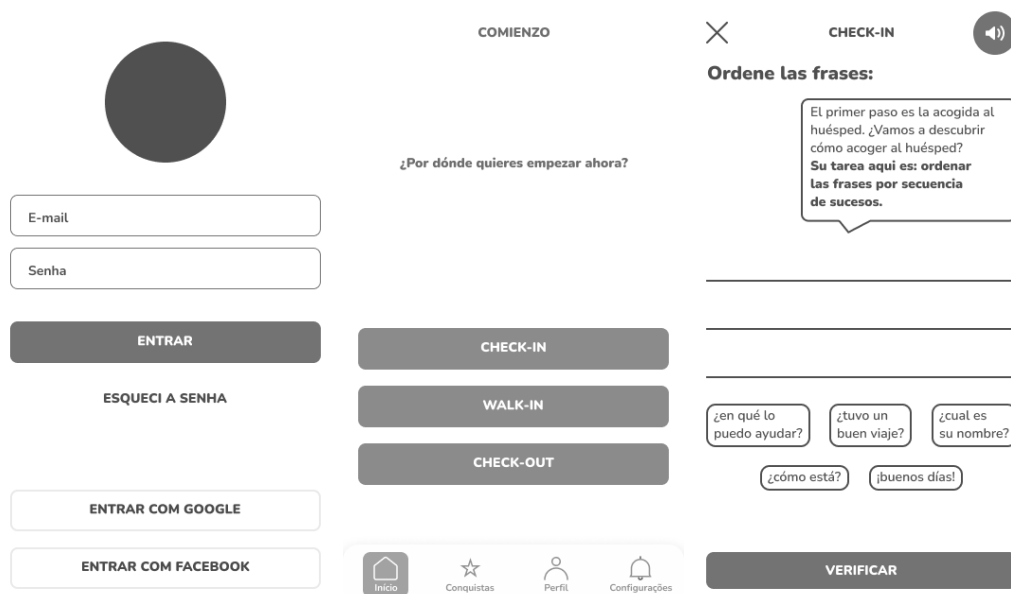 E-mail
Senha
ENTRAR
ESQUECI A SENHA
ENTRAR COM GOOGLE
ENTRAR COM FACEBOOK
COMIENZO
¿Por dónde quieres empezar ahora?
CHECK-IN
WALK-IN
CHECK-OUT
Início
Conquistas
Perfil
Configurações
CHECK-IN
Ordene las frases:
El primer paso es la acogida al
huésped. ¿Vamos a descubrir
cómo acoger al huésped?
Su tarea aqui es: ordenar
las frases por secuencia
de sucesos.
¿en qué lo
puedo ayudar?
¿tuvo un
buen viaje?
¿cual es
su nombre?
¿cómo está?
¡buenos días!
VERIFICAR